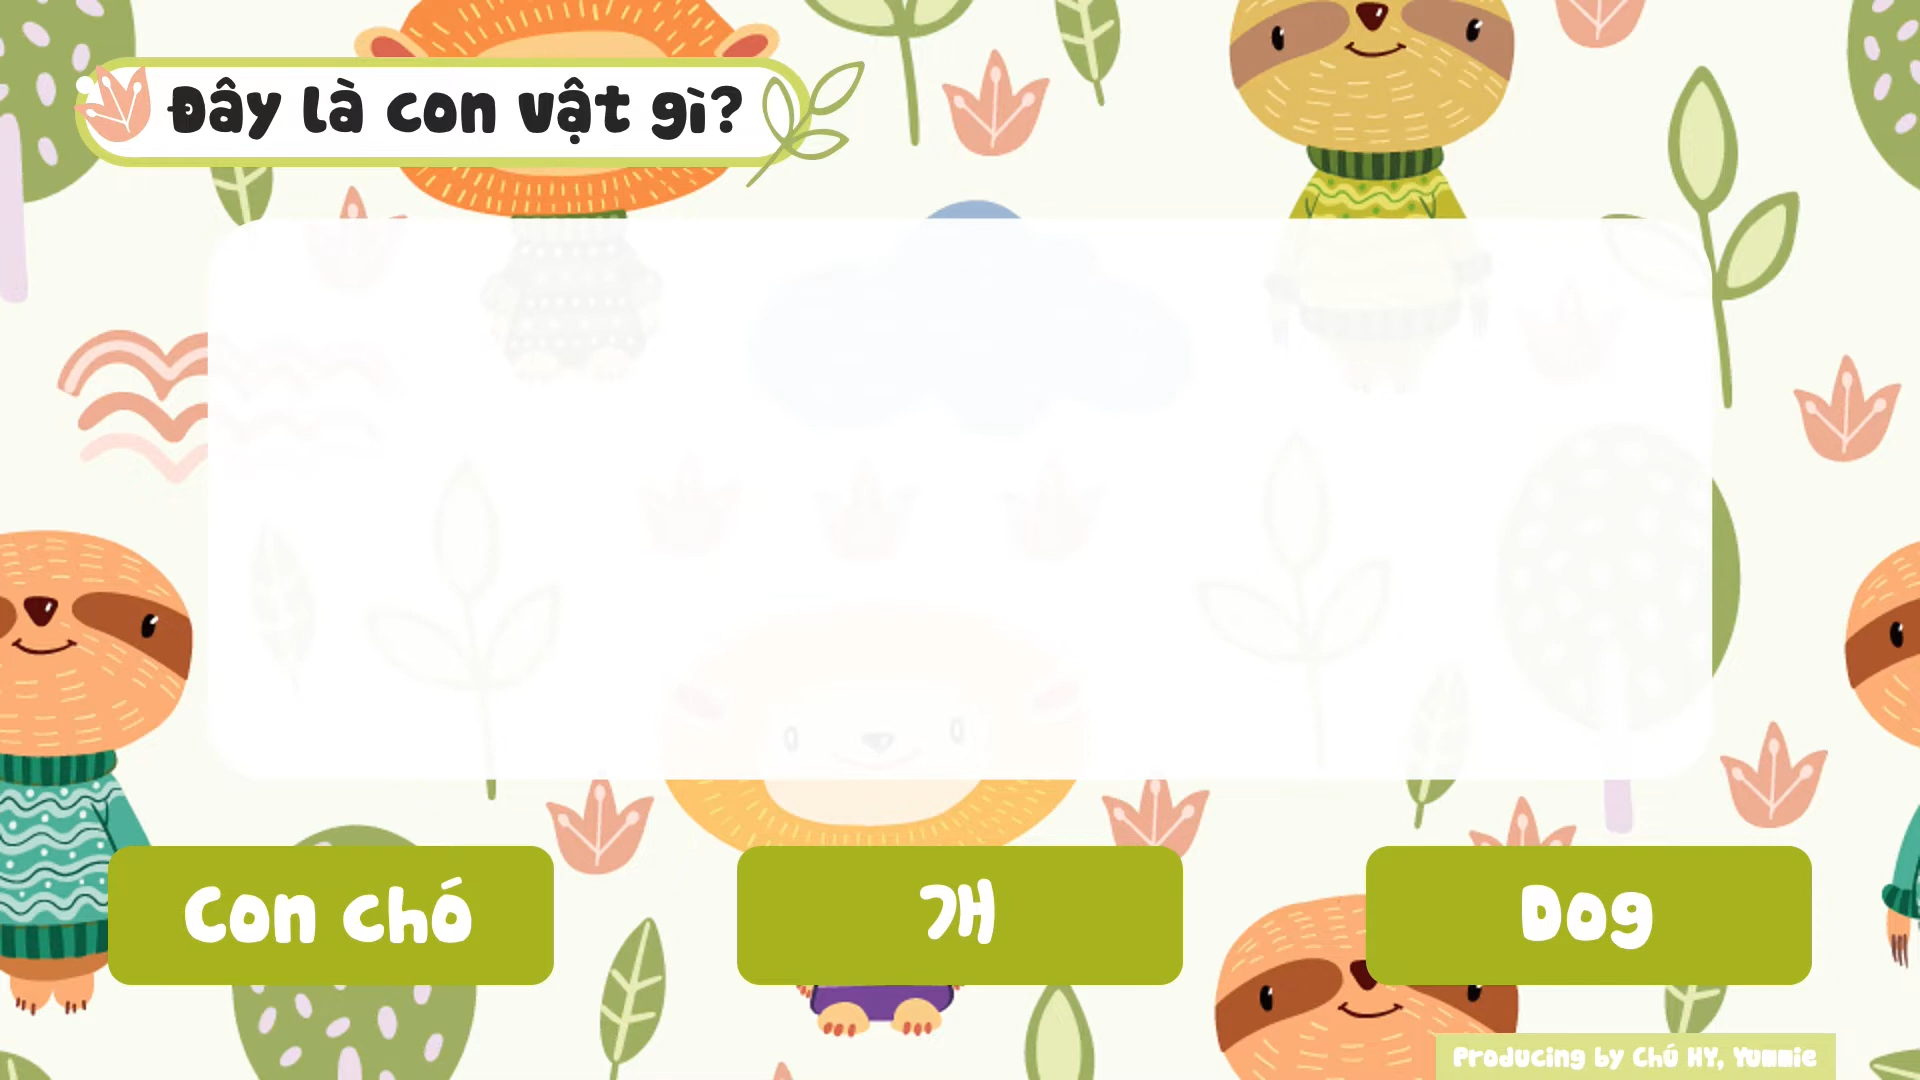 Đây là con vật gì?
Con chó
개
Dog
Producing by Chú HY, Yummie